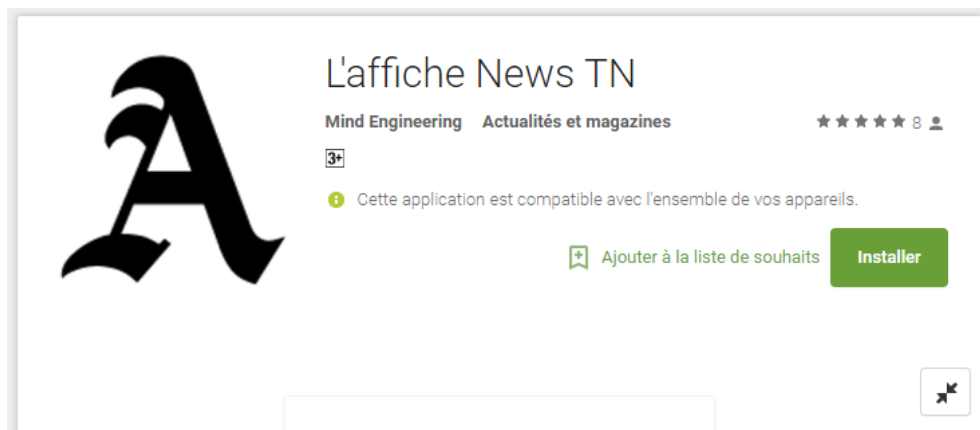 A
L'affiche News TN
Mind Engineering Actualités et magazines 8
3+
Cette application est compatible avec l'ensemble de vos appareils.
Ajouter à la liste de souhaits Installer